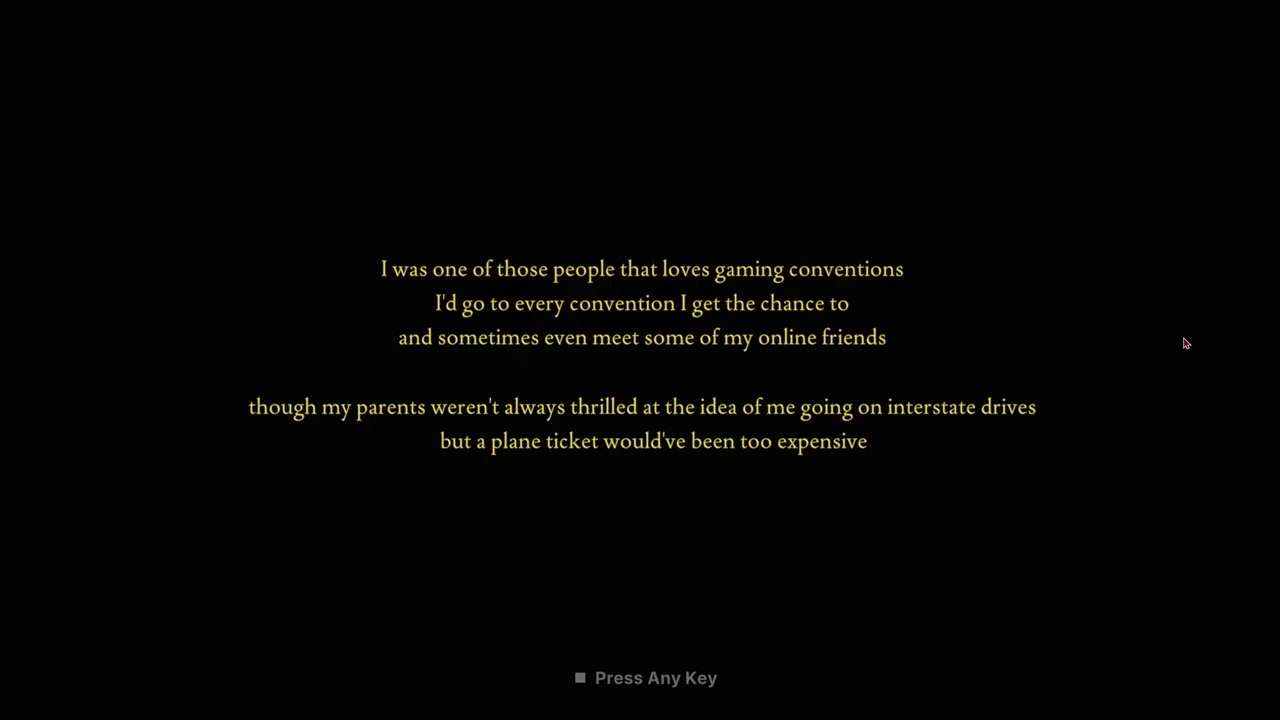 I was one of those people that loves gaming conventions
I'd go to every convention I get the chance to
and sometimes even meet some of my online friends
though my parents weren't always thrilled at the idea of me going on interstate drives
but a plane ticket would've been too expensive
Press Any Key